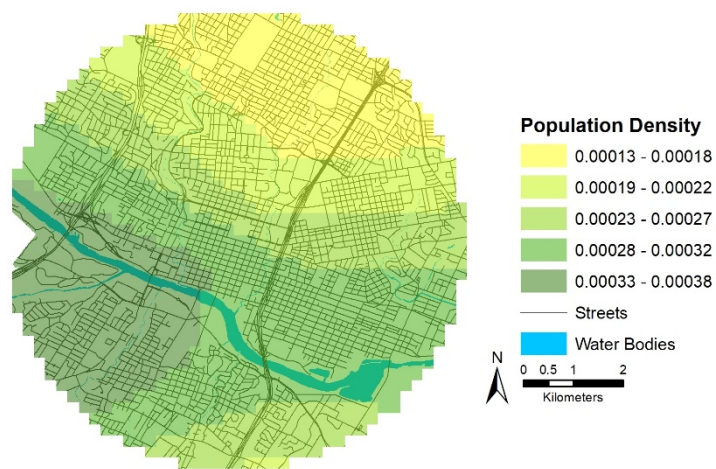 Population Density
0.00013 - 0.00018
0.00019 - 0.00022
0.00023 - 0.00027
0.00028 - 0.00032
0.00033 - 0.00038
Streets
Water Bodies
N
0 0.5 1 2
Kilometers